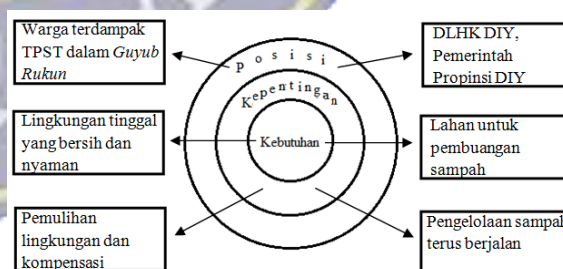 Warga terdampak
TPST dalam Guyub
Rukun
DLHK DIY,
Pemerintah
Propinsi DIY
Posisi
Kepentingan
Lingkungan tinggal
yang bersih dan
nyaman
Kebutuhan
Lahan untuk
pembuangan
sampah
Pemulihan
lingkungan dan
kompensasi
Pengelolaan sampah
terus berjalan